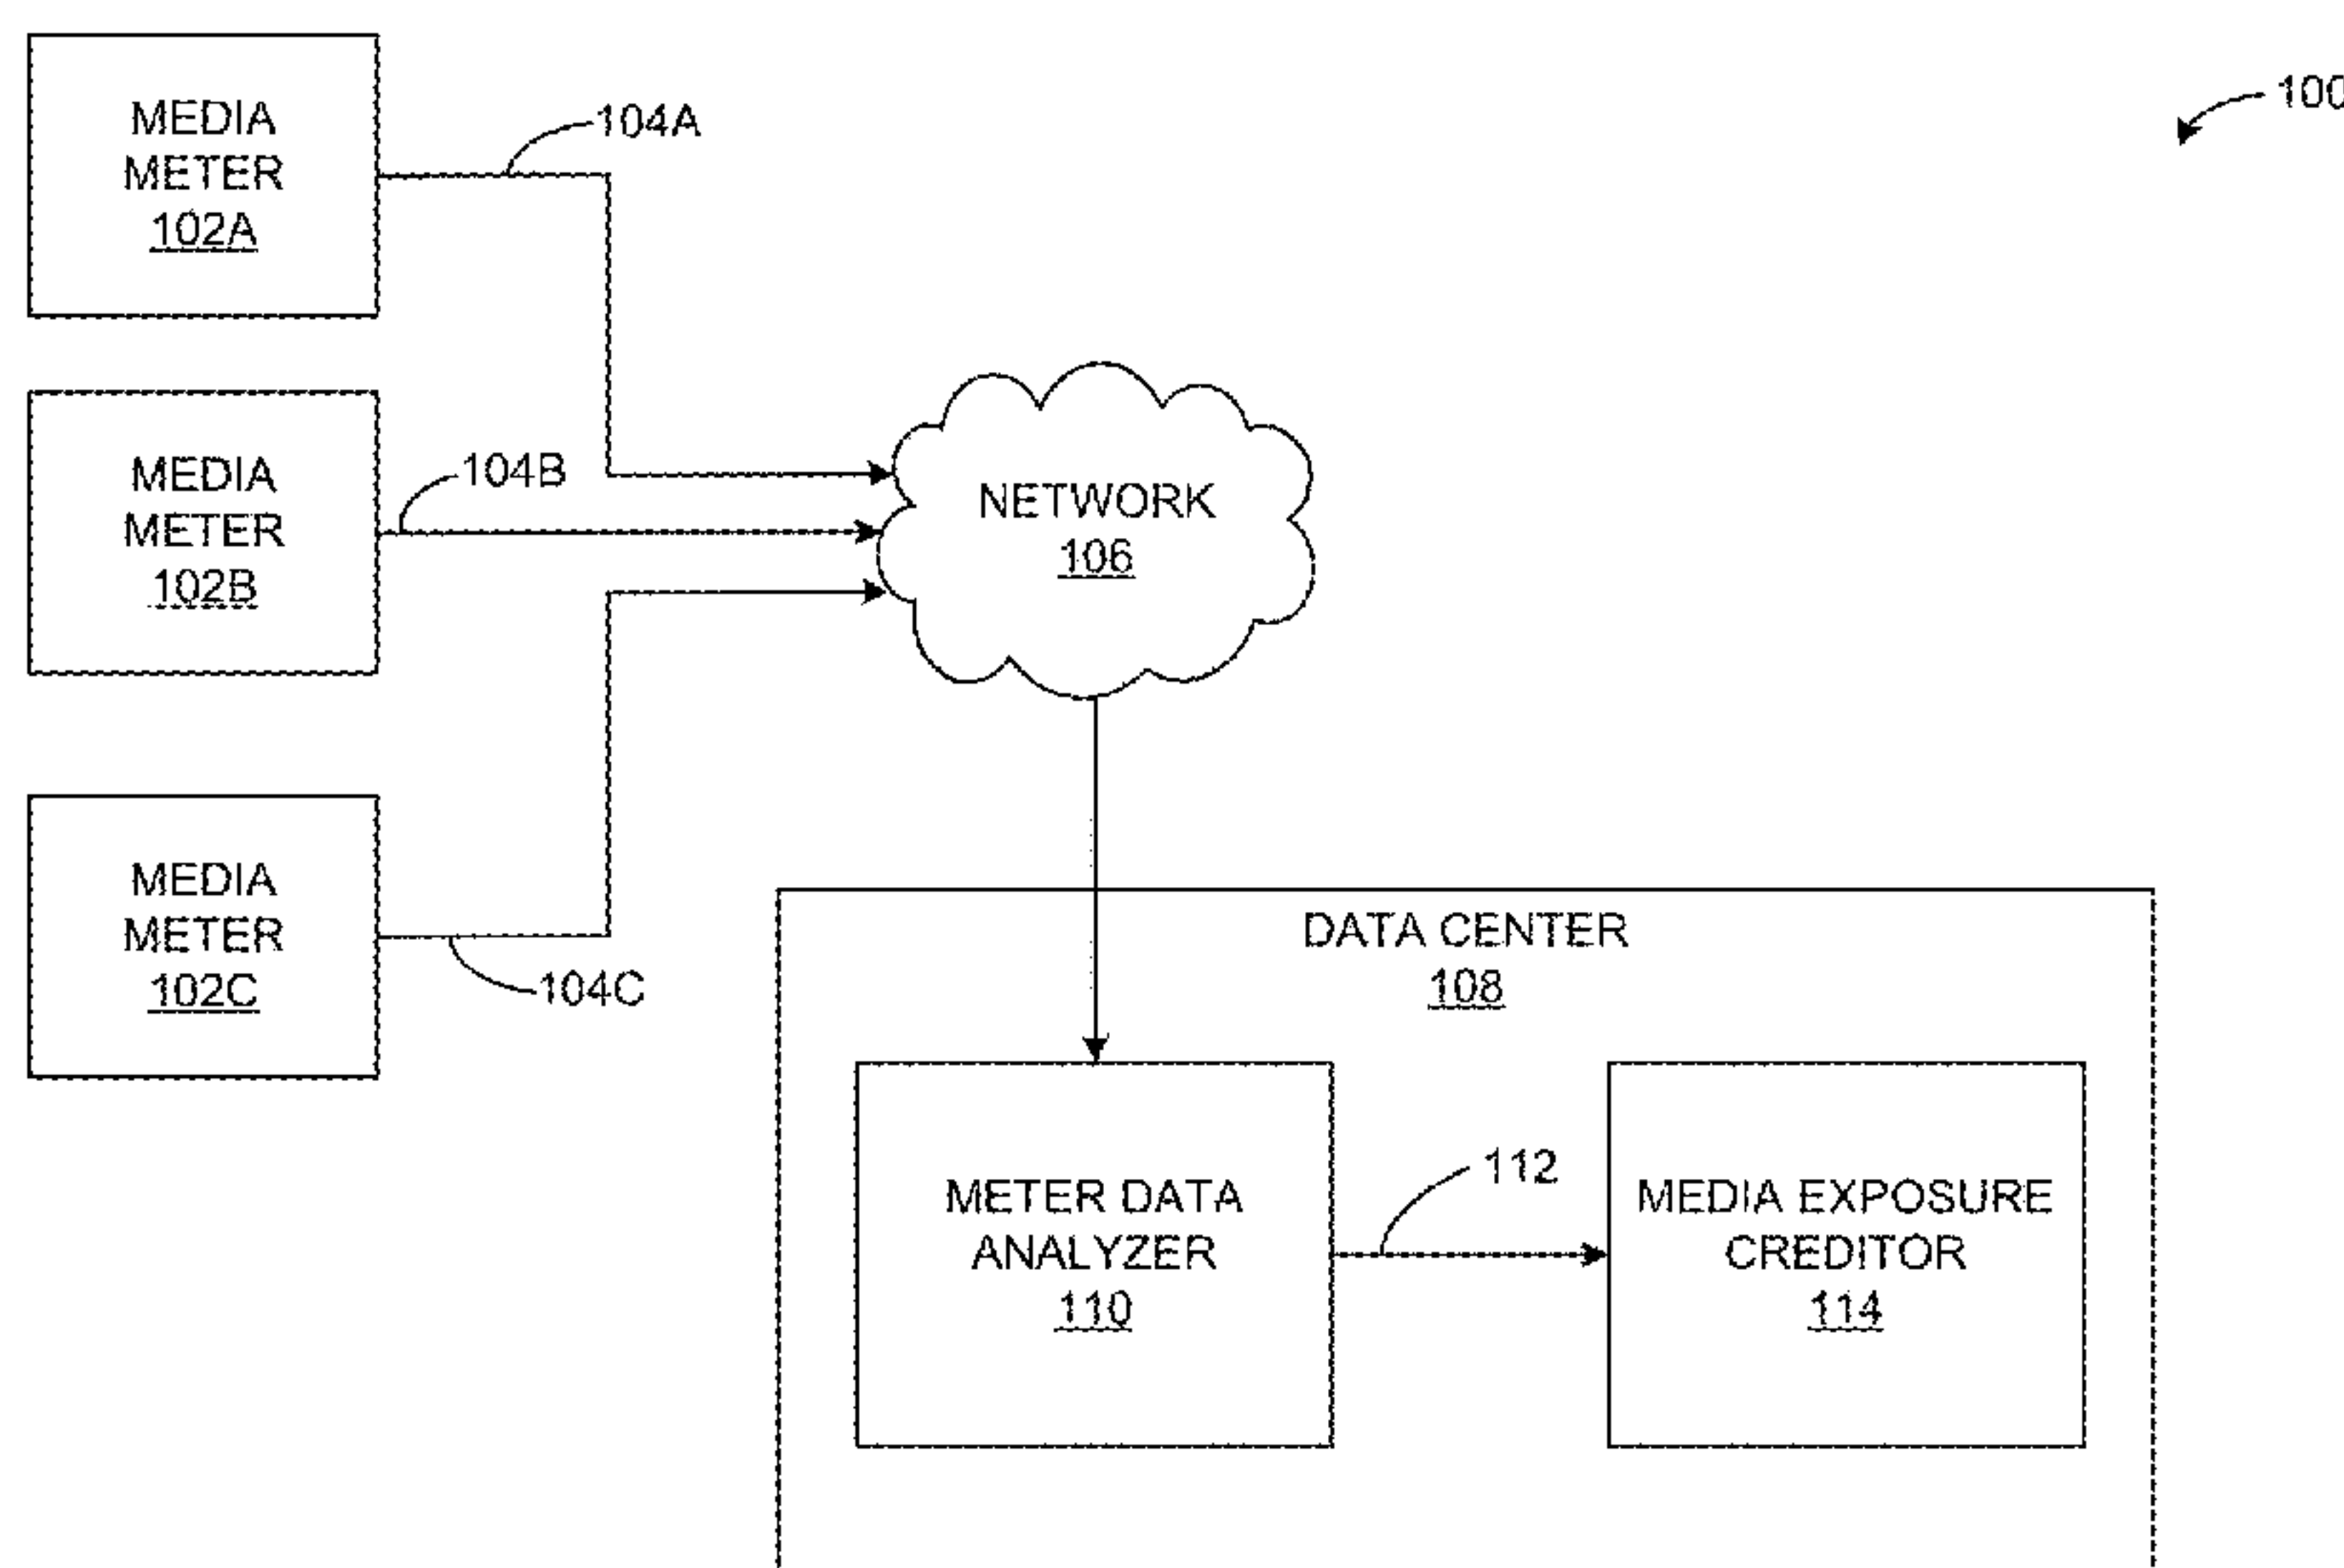 MEDIA
METER
102A
104A
100
MEDIA
METER
102B
104B
NETWORK
106
MEDIA
METER
102C
104C
DATA CENTER
108
METER DATA
ANALYZER
110
112
MEDIA EXPOSURE
CREDITOR
114